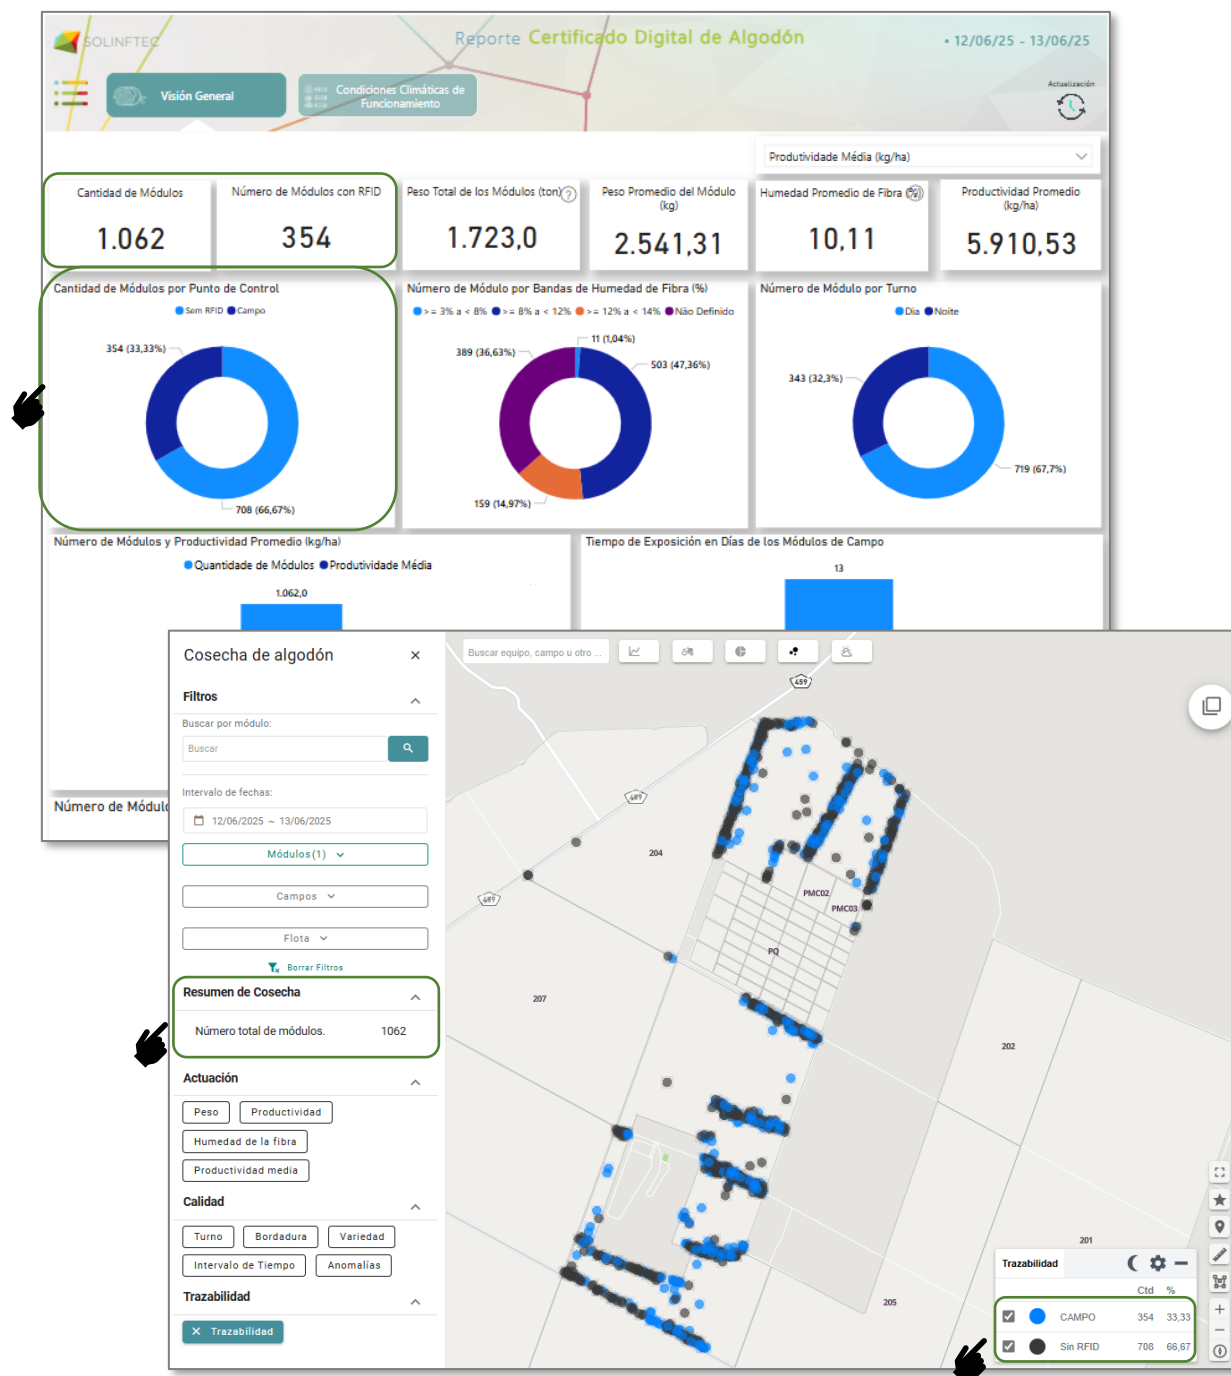 SOLINFTEC
Reporte Certificado Digital de Algodón
• 12/06/25 - 13/06/25
Visión General
Condiciones Climáticas de
Funcionamiento
Actualización
Produtividade Média (kg/ha)
Cantidad de Módulos
1.062
Número de Módulos con RFID
354
Peso Total de los Módulos (ton)
?
1.723,0
Peso Promedio del Módulo
(kg)
2.541,31
Humedad Promedio de Fibra (%)
10,11
Productividad Promedio
(kg/ha)
5.910,53
Cantidad de Módulos por Punto de Control
Sem RFID Campo
354 (33,33%)
708 (66,67%)
Número de Módulo por Bandas de Humedad de Fibra (%)
>= 3% a < 8% >= 8% a < 12% >= 12% a < 14% Não Definido
11 (1,04%)
389 (36,63%)
503 (47,36%)
159 (14,97%)
Número de Módulo por Turno
Dia Noite
343 (32,3%)
719 (67,7%)
Número de Módulos y Productividad Promedio (kg/ha)
Quantidade de Módulos Produtividade Média
1.062,0
Tiempo de Exposición en Días de los Módulos de Campo
13
Número de Módulo
Cosecha de algodón
×
Filtros
Buscar por módulo:
Buscar
Intervalo de fechas:
12/06/2025 ~ 13/06/2025
Módulos(1)
Campos
Flota
Borrar Filtros
Resumen de Cosecha
Número total de módulos. 1062
Actuación
Peso Productividad
Humedad de la fibra
Productividad media
Calidad
Turno Bordadura Variedad
Intervalo de Tiempo Anomalías
Trazabilidad
× Trazabilidad
Buscar equipo, campo u otro ...
459
459
459
204
PMC02
PMC03
PQ
207
202
201
205
Trazabilidad
Ctd %
CAMPO 354 33,33
Sin RFID 708 66,67